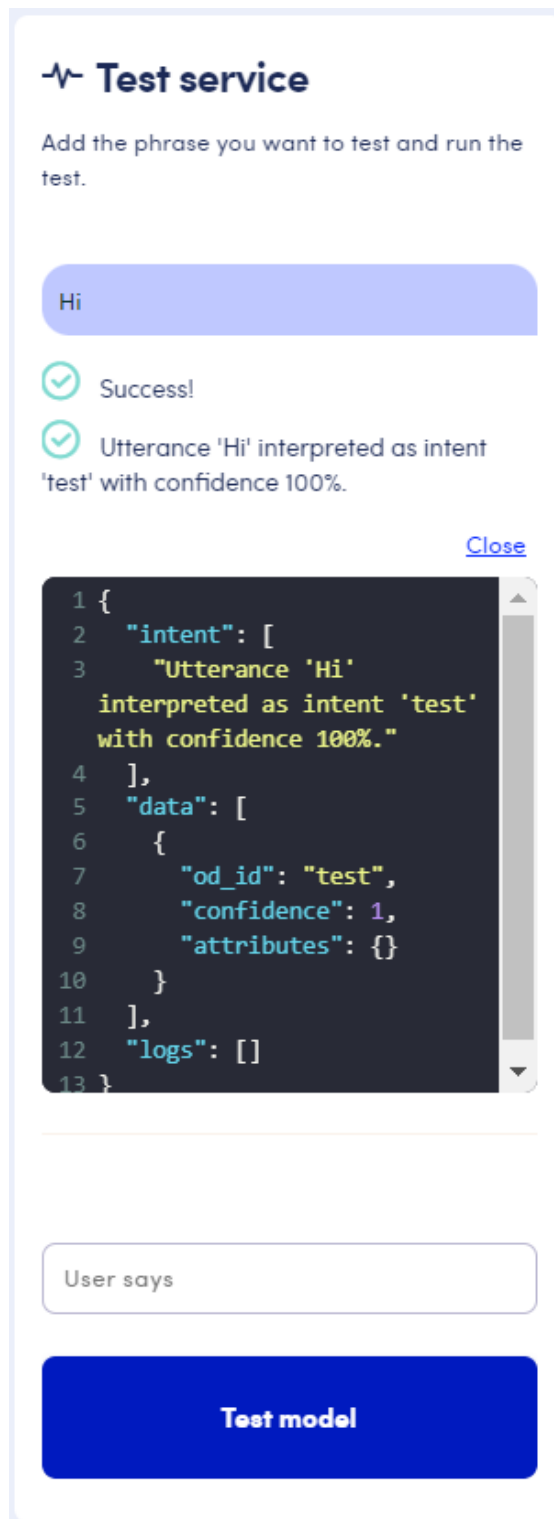 Test service
Add the phrase you want to test and run the
test.
Hi
Success!
Utterance 'Hi' interpreted as intent
'test' with confidence 100%.
Close
1 {
2   "intent": [
3     "Utterance 'Hi'
interpreted as intent 'test'
with confidence 100%."
4   ],
5   "data": [
6     {
7       "od_id": "test",
8       "confidence": 1,
9       "attributes": {}
10     }
11   ],
12   "logs": []
13 }
User says
Test model